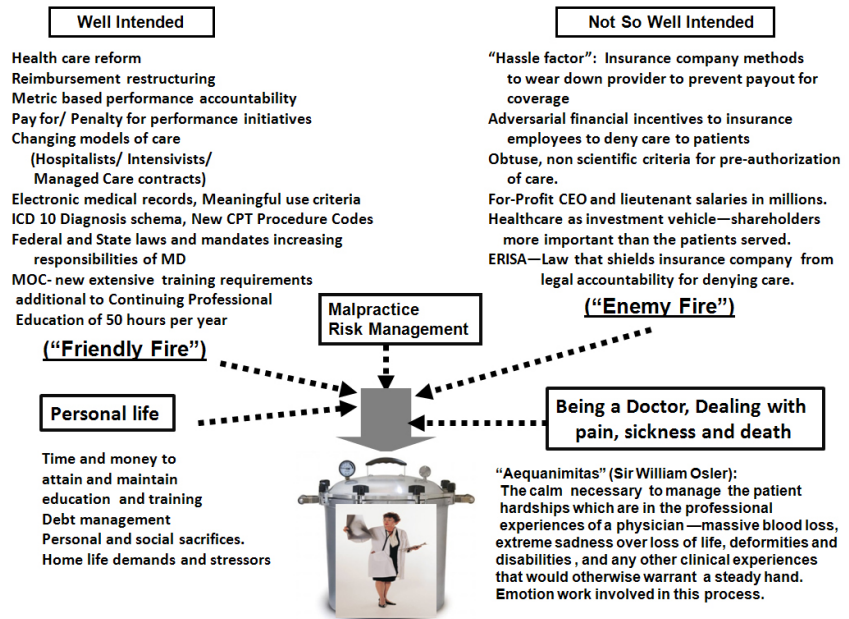 Well Intended
Health care reform
Reimbursement restructuring
Metric based performance accountability
Pay for/ Penalty for performance initiatives
Changing models of care
(Hospitalists/ Intensivists/
Managed Care contracts)
Electronic medical records, Meaningful use criteria
ICD 10 Diagnosis schema, New CPT Procedure Codes
Federal and State laws and mandates increasing
responsibilities of MD
MOC- new extensive training requirements
additional to Continuing Professional
Education of 50 hours per year
(“Friendly Fire”)
Not So Well Intended
“Hassle factor”: Insurance company methods
to wear down provider to prevent payout for
coverage
Adversarial financial incentives to insurance
employees to deny care to patients
Obtuse, non scientific criteria for pre-authorization
of care.
For-Profit CEO and lieutenant salaries in millions.
Healthcare as investment vehicle—shareholders
more important than the patients served.
ERISA—Law that shields insurance company from
legal accountability for denying care.
(“Enemy Fire”)
Malpractice
Risk Management
Personal life
Time and money to
attain and maintain
education and training
Debt management
Personal and social sacrifices.
Home life demands and stressors
Being a Doctor, Dealing with
pain, sickness and death
“Aequanimitas” (Sir William Osler):
The calm necessary to manage the patient
hardships which are in the professional
experiences of a physician —massive blood loss,
extreme sadness over loss of life, deformities and
disabilities , and any other clinical experiences
that would otherwise warrant a steady hand.
Emotion work involved in this process.